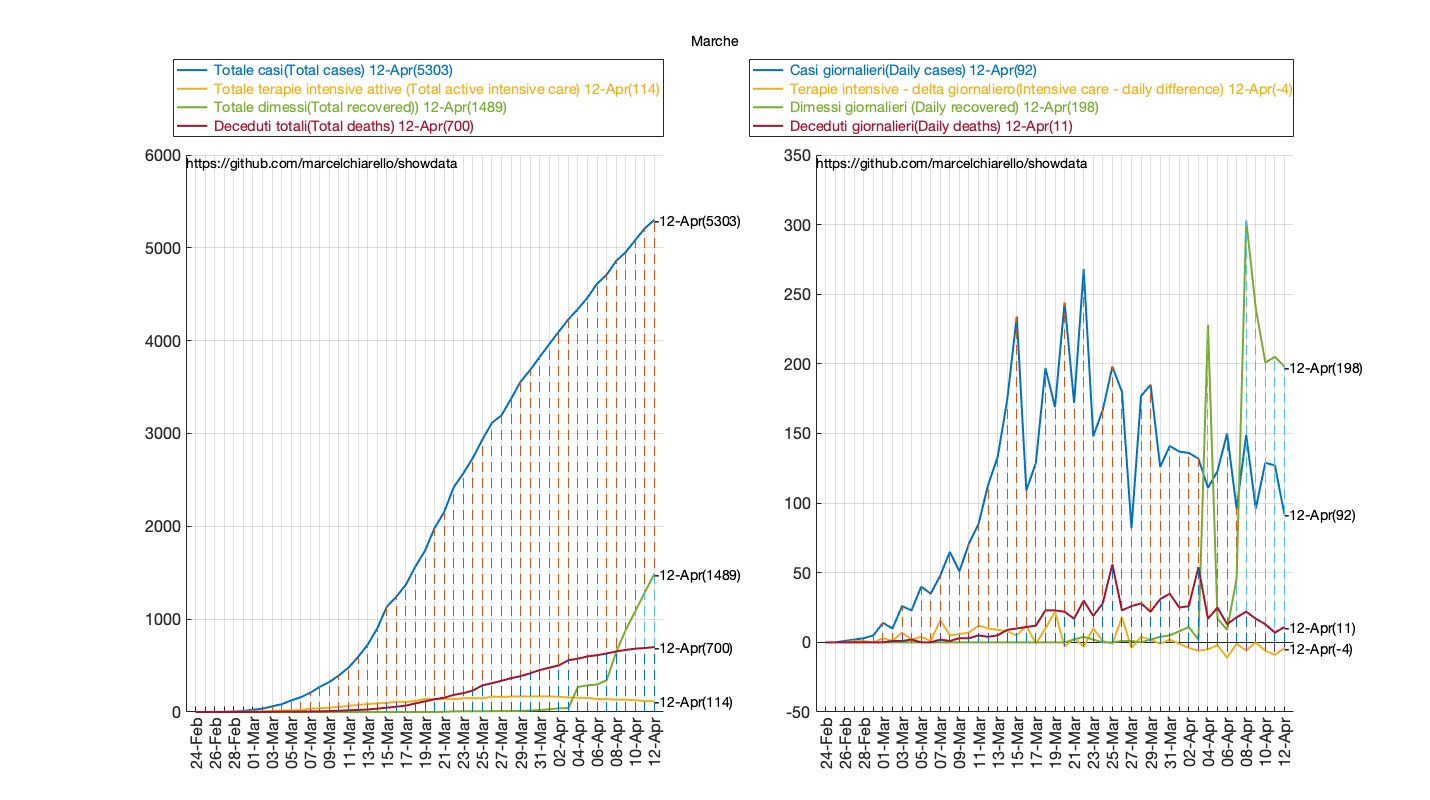 Marche
Totale casi(Total cases) 12-Apr(5303)
Totale terapie intensive attive (Total active intensive care) 12-Apr(114)
Totale dimessi(Total recovered)) 12-Apr(1489)
Deceduti totali(Total deaths) 12-Apr(700)
https://github.com/marcelchiarello/showdata
6000
5000
4000
3000
2000
1000
0
12-Apr(5303)
12-Apr(1489)
12-Apr(700)
12-Apr(114)
24-Feb
26-Feb
28-Feb
01-Mar
03-Mar
05-Mar
07-Mar
09-Mar
11-Mar
13-Mar
15-Mar
17-Mar
19-Mar
21-Mar
23-Mar
25-Mar
27-Mar
29-Mar
31-Mar
02-Apr
04-Apr
06-Apr
08-Apr
10-Apr
12-Apr
Casi giornalieri(Daily cases) 12-Apr(92)
Terapie intensive - delta giornaliero(Intensive care - daily difference) 12-Apr(-4)
Dimessi giornalieri (Daily recovered) 12-Apr(198)
Deceduti giornalieri(Daily deaths) 12-Apr(11)
https://github.com/marcelchiarello/showdata
350
300
250
200
150
100
50
0
-50
12-Apr(198)
12-Apr(92)
12-Apr(11)
12-Apr(-4)
24-Feb
26-Feb
28-Feb
01-Mar
03-Mar
05-Mar
07-Mar
09-Mar
11-Mar
13-Mar
15-Mar
17-Mar
19-Mar
21-Mar
23-Mar
25-Mar
27-Mar
29-Mar
31-Mar
02-Apr
04-Apr
06-Apr
08-Apr
10-Apr
12-Apr